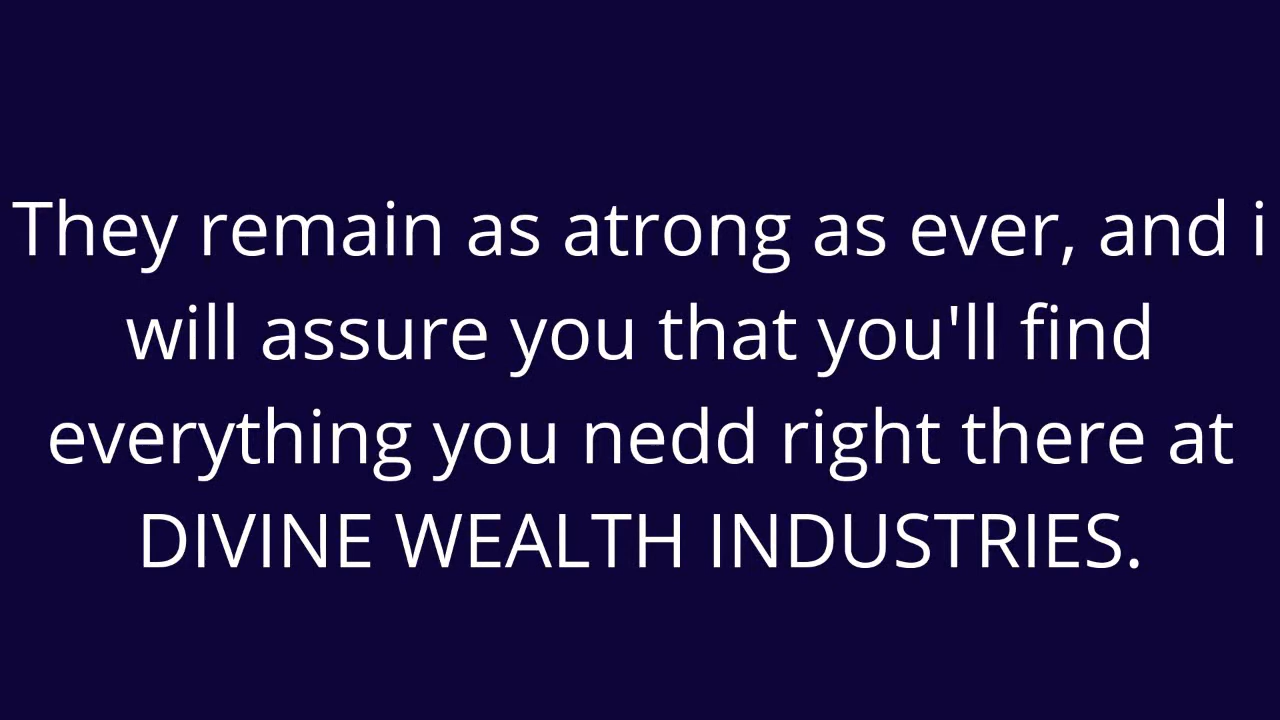 They remain as atrong as ever, and i
will assure you that you'll find
everything you nedd right there at
DIVINE WEALTH INDUSTRIES.